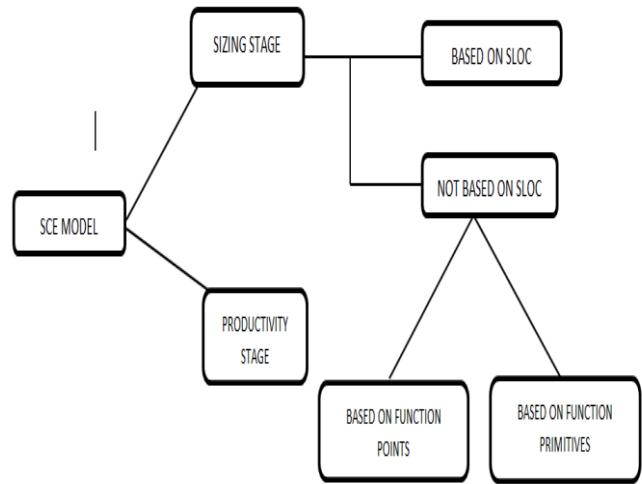 SIZING STAGE
BASED ON SLOC
NOT BASED ON SLOC
SCE MODEL
PRODUCTIVITY
STAGE
BASED ON FUNCTION
POINTS
BASED ON FUNCTION
PRIMITIVES